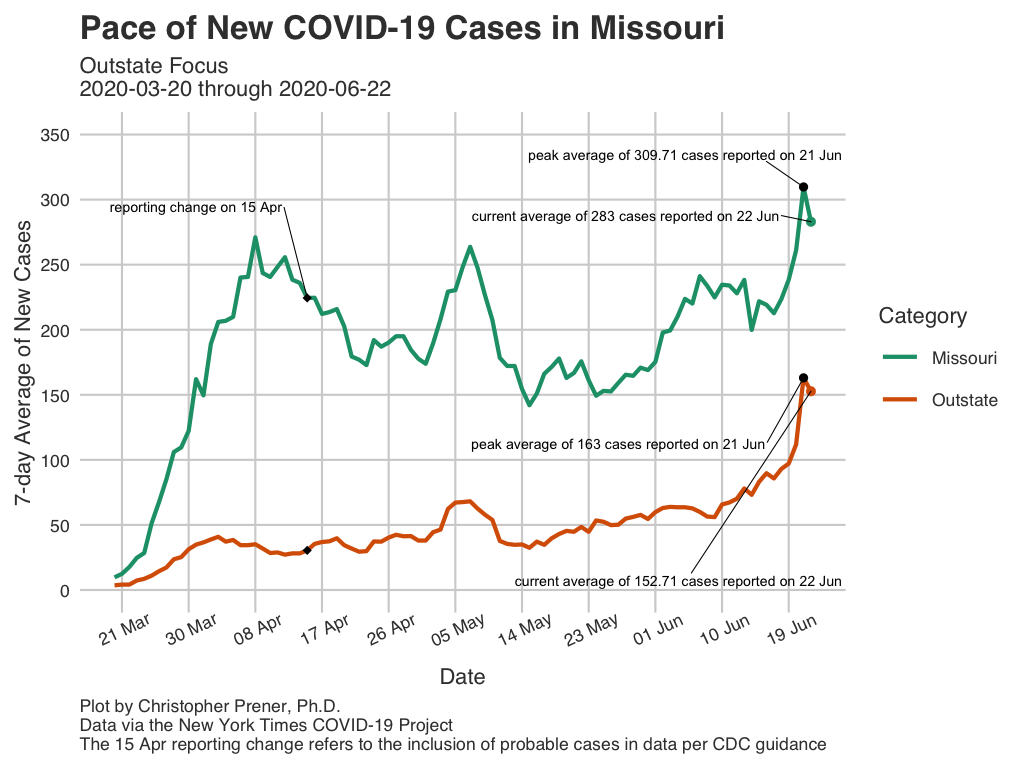 Pace of New COVID-19 Cases in Missouri
Outstate Focus
2020-03-20 through 2020-06-22
7-day Average of New Cases
350
300
250
200
150
100
50
0
peak average of 309.71 cases reported on 21 Jun
reporting change on 15 Apr
current average of 283 cases reported on 22 Jun
peak average of 163 cases reported on 21 Jun
current average of 152.71 cases reported on 22 Jun
Category
Missouri
Outstate
21 Mar
30 Mar
08 Apr
17 Apr
26 Apr
05 May
14 May
23 May
01 Jun
10 Jun
19 Jun
Date
Plot by Christopher Prener, Ph.D.
Data via the New York Times COVID-19 Project
The 15 Apr reporting change refers to the inclusion of probable cases in data per CDC guidance